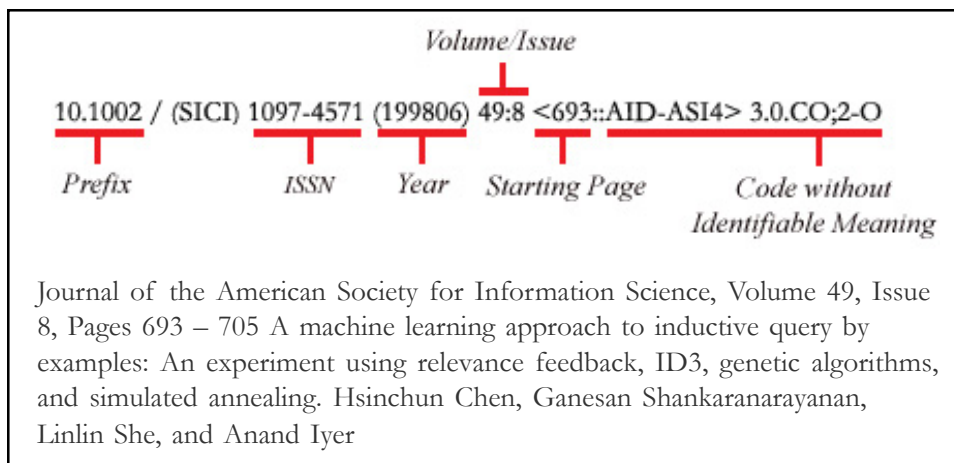 Volume/Issue
10.1002 / (SICI) 1097-4571 (199806) 49:8 <693::AID-ASI4> 3.0.CO;2-O
Prefix ISSN Year Starting Page Code without
Identifiable Meaning
Journal of the American Society for Information Science, Volume 49, Issue
8, Pages 693 – 705 A machine learning approach to inductive query by
examples: An experiment using relevance feedback, ID3, genetic algorithms,
and simulated annealing. Hsinchun Chen, Ganesan Shankaranarayanan,
Linlin She, and Anand Iyer